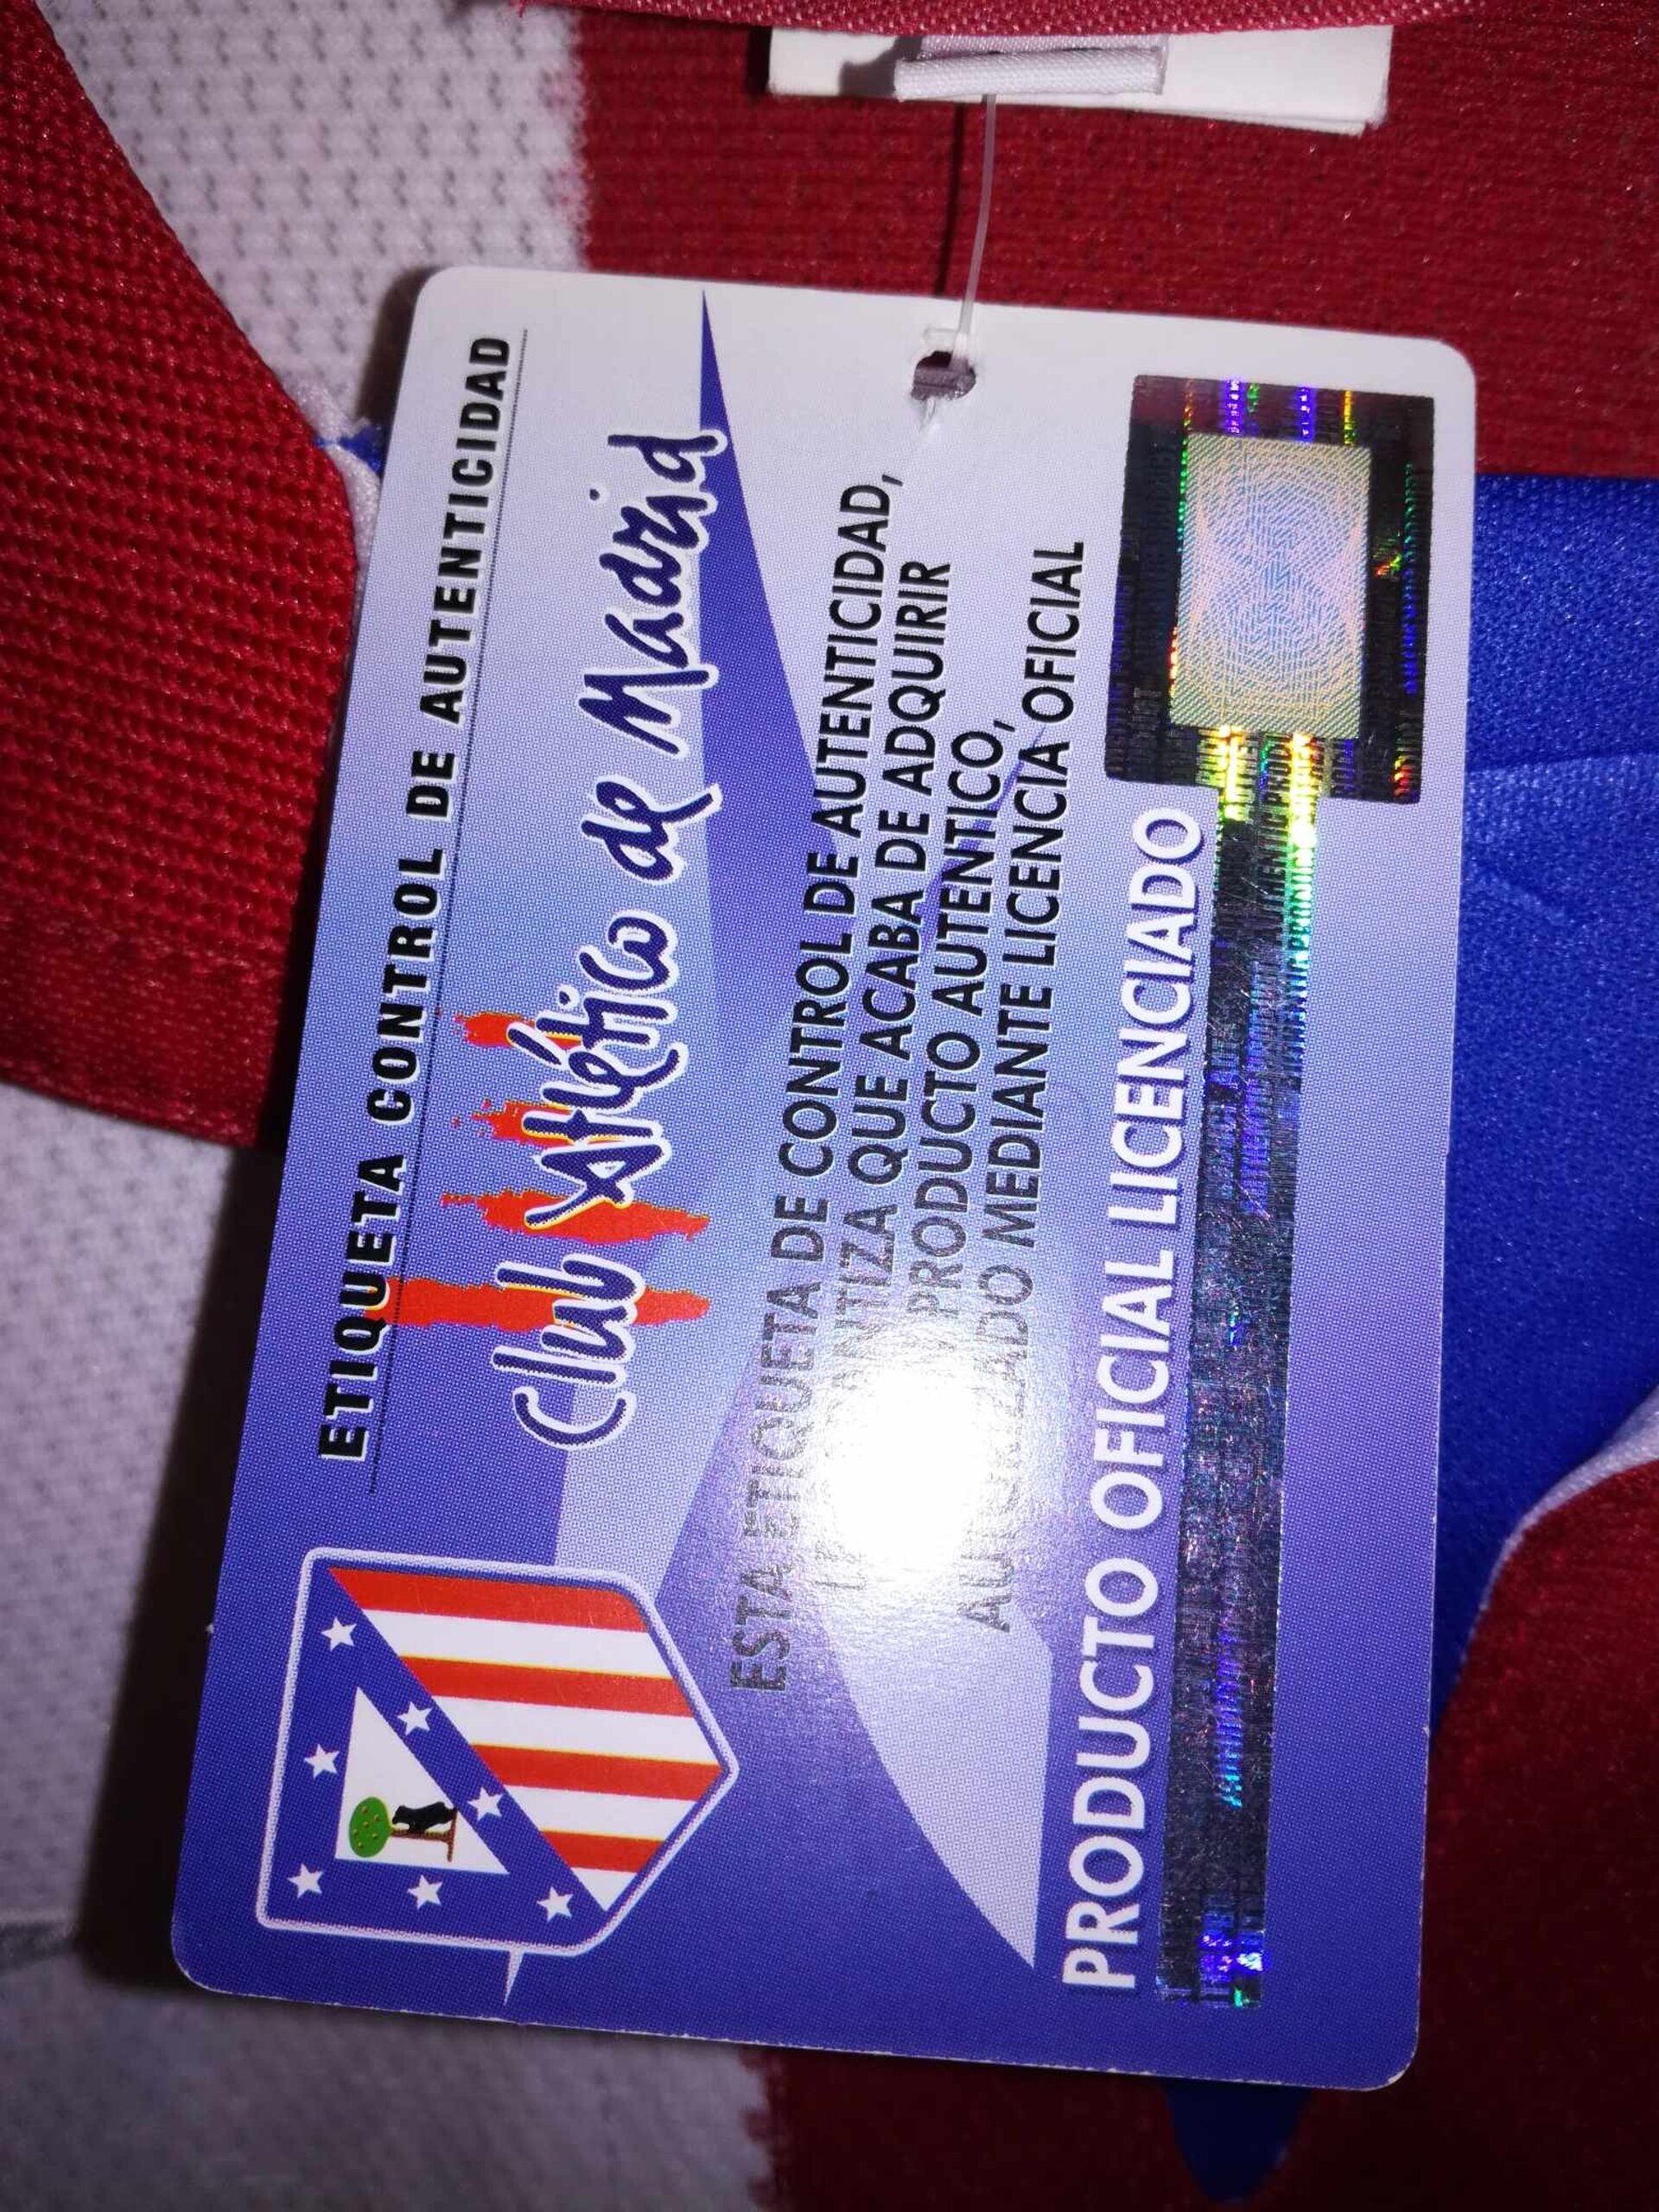 ETIQUETA CONTROL DE AUTENTICIDAD
Club Atlético de Madrid
ESTA ETIQUETA DE CONTROL DE AUTENTICIDAD,
QUE ACABA DE ADQUIRIR
PRODUCTO AUTENTICO,
AUTORIZADO MEDIANTE LICENCIA OFICIAL
PRODUCTO OFICIAL LICENCIADO